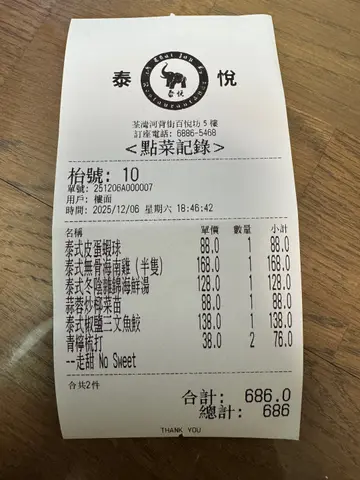 泰 悅
A Thai Joy
Restaurant
泰悅
荃灣河背街百悅坊 5 樓
訂座電話: 6886-5468
<點菜記錄>
枱號: 10
單號: 251206A000007
用戶: 樓面
時間: 2025/12/06 星期六 18:46:42
名稱 單價 數量 小計
泰式皮蛋蝦球 88.0 1 88.0
泰式無骨海南雞(半隻) 168.0 1 168.0
泰式冬陰雜錦海鮮湯 128.0 1 128.0
蒜蓉炒椰菜苗 88.0 1 88.0
泰式椒鹽三文魚鮫 138.0 1 138.0
青檸梳打 38.0 2 76.0
--走甜 No Sweet
合共2件
合計: 686.0
總計: 686
THANK YOU